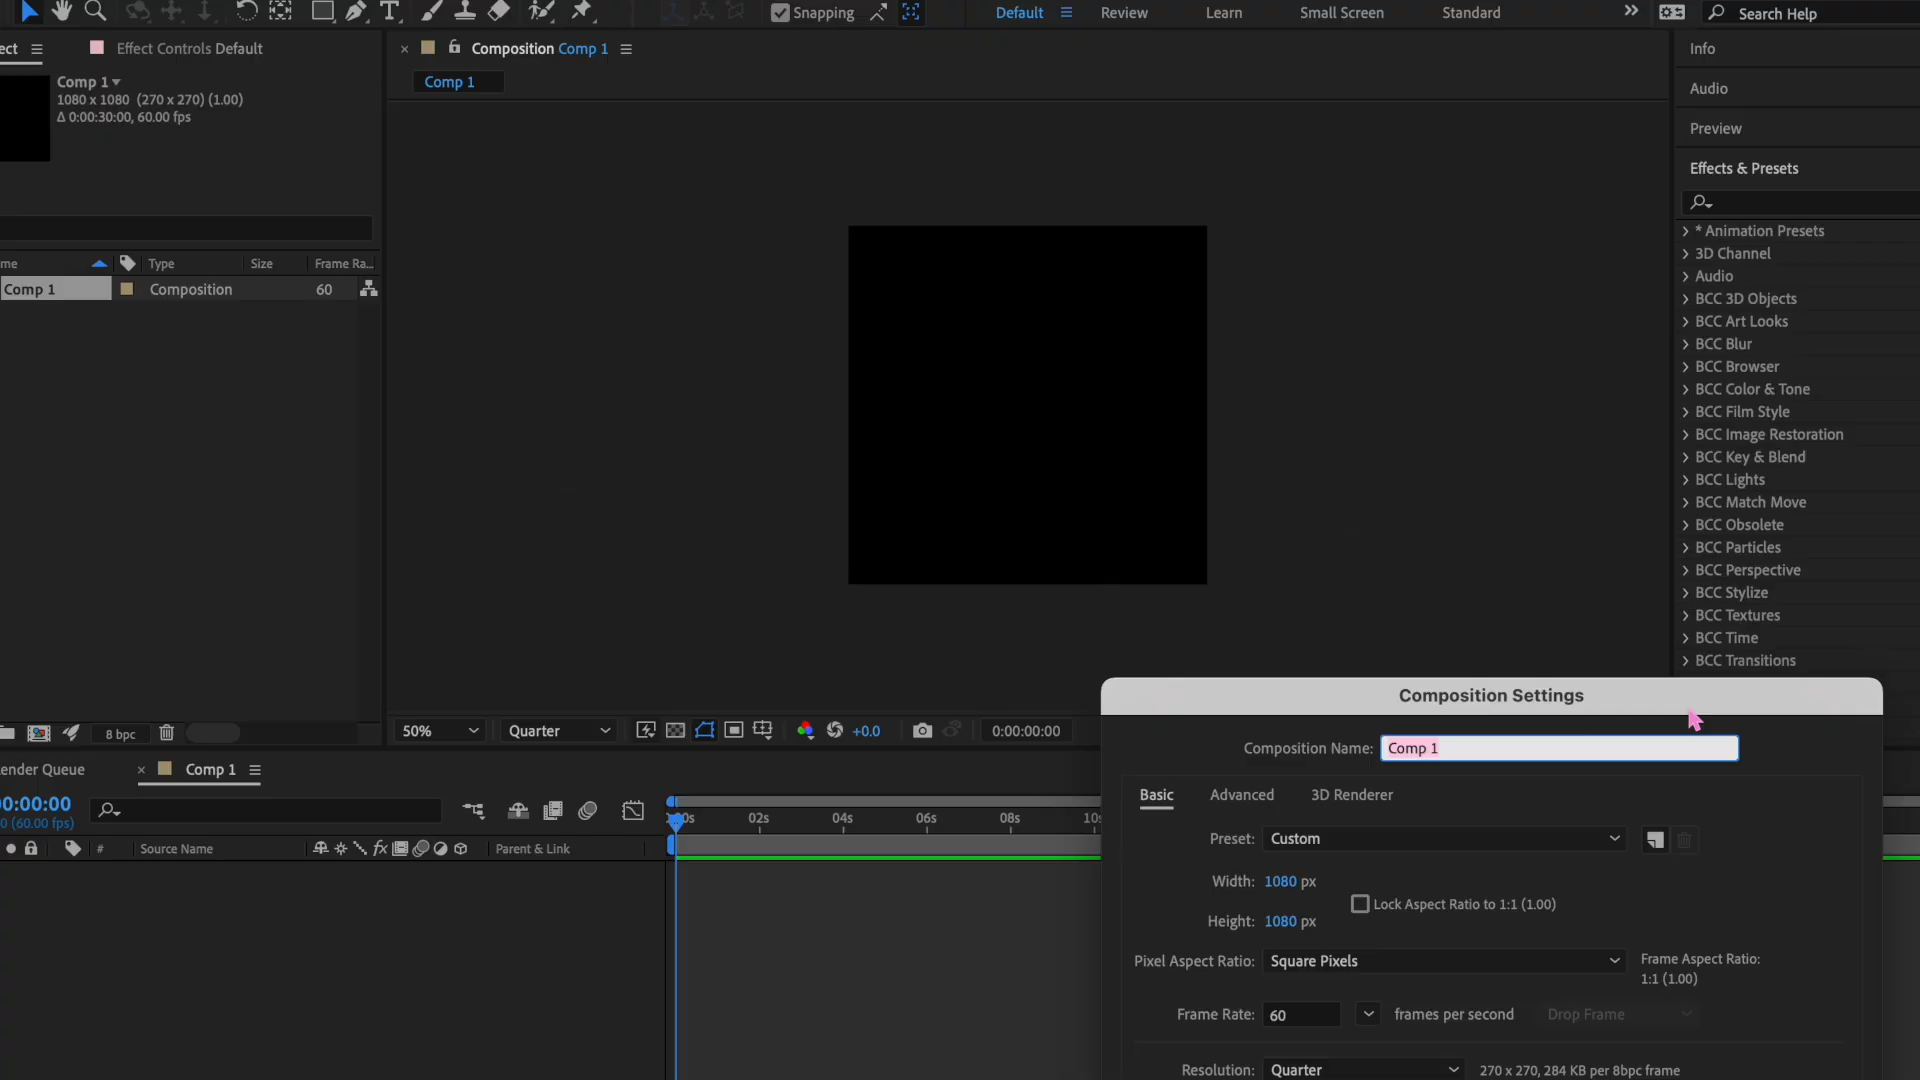 Snapping
Default
Review
Learn
Small Screen
Standard
Search Help
ect
Effect Controls Default
Composition Comp 1
Info
Comp 1
1080 x 1080 (270 x 270) (1.00)
Δ 0:00:30:00, 60.00 fps
Comp 1
Audio
Preview
Effects & Presets
* Animation Presets
3D Channel
Audio
BCC 3D Objects
BCC Art Looks
BCC Blur
BCC Browser
BCC Color & Tone
BCC Film Style
BCC Image Restoration
BCC Key & Blend
BCC Lights
BCC Match Move
BCC Obsolete
BCC Particles
BCC Perspective
BCC Stylize
BCC Textures
BCC Time
BCC Transitions
me
Type
Size
Frame Ra...
Comp 1
Composition
60
8 bpc
50%
Quarter
+0.0
0:00:00:00
ender Queue
Comp 1
00:00:00
0 (60.00 fps)
#
Source Name
fx
Parent & Link
00s
02s
04s
06s
08s
10s
Composition Settings
Composition Name: Comp 1
Basic
Advanced
3D Renderer
Preset: Custom
Width: 1080 px
Lock Aspect Ratio to 1:1 (1.00)
Height: 1080 px
Pixel Aspect Ratio: Square Pixels
Frame Aspect Ratio:
1:1 (1.00)
Frame Rate: 60
frames per second
Drop Frame
Resolution: Quarter
270 x 270, 284 KB per 8bpc frame